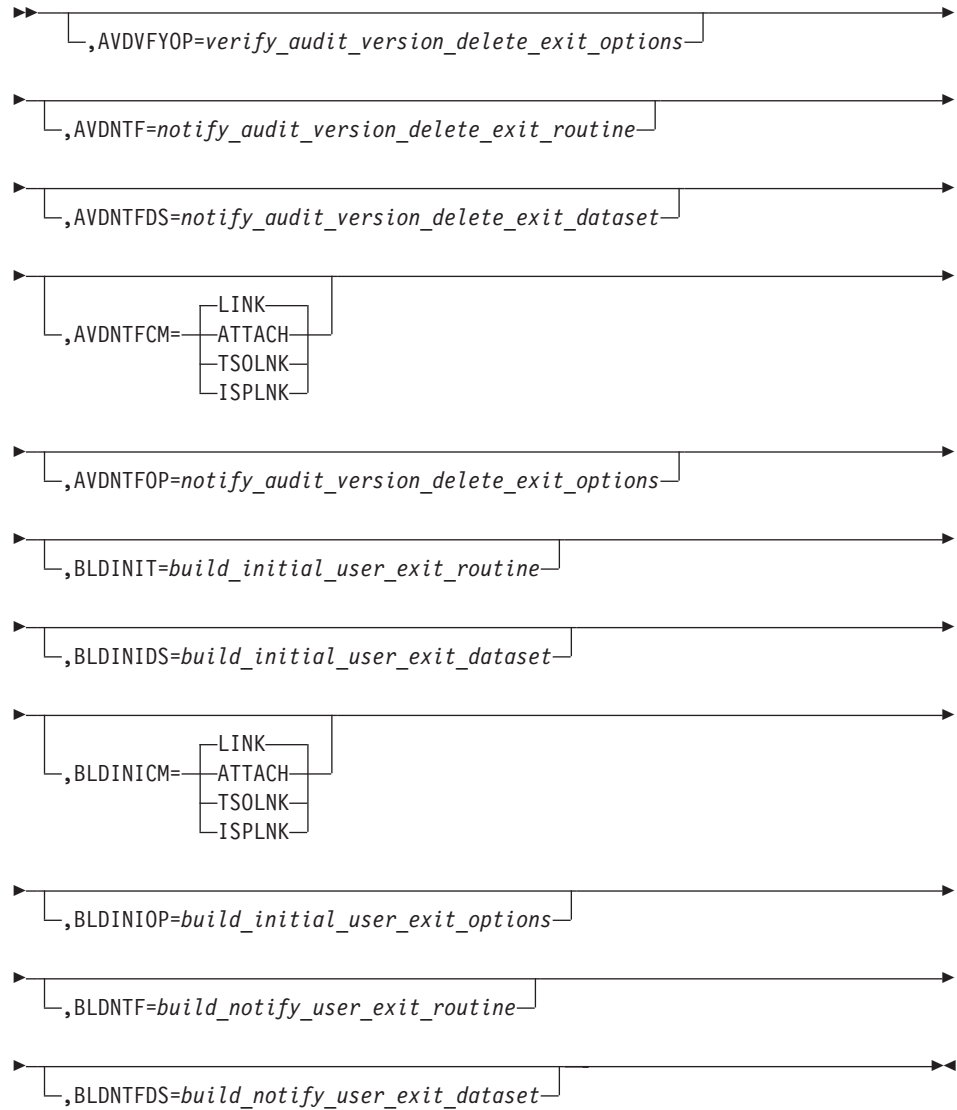 ,AVDVFYOP=verify_audit_version_delete_exit_options
,AVDNTF=notify_audit_version_delete_exit_routine
,AVDNTFDS=notify_audit_version_delete_exit_dataset
LINK
,AVDNTFCM= ATTACH
TSOLNK
ISPLNK
,AVDNTFOP=notify_audit_version_delete_exit_options
,BLDINIT=build_initial_user_exit_routine
,BLDINIDS=build_initial_user_exit_dataset
LINK
,BLDINICM= ATTACH
TSOLNK
ISPLNK
,BLDINIOP=build_initial_user_exit_options
,BLDNTF=build_notify_user_exit_routine
,BLDNTFDS=build_notify_user_exit_dataset